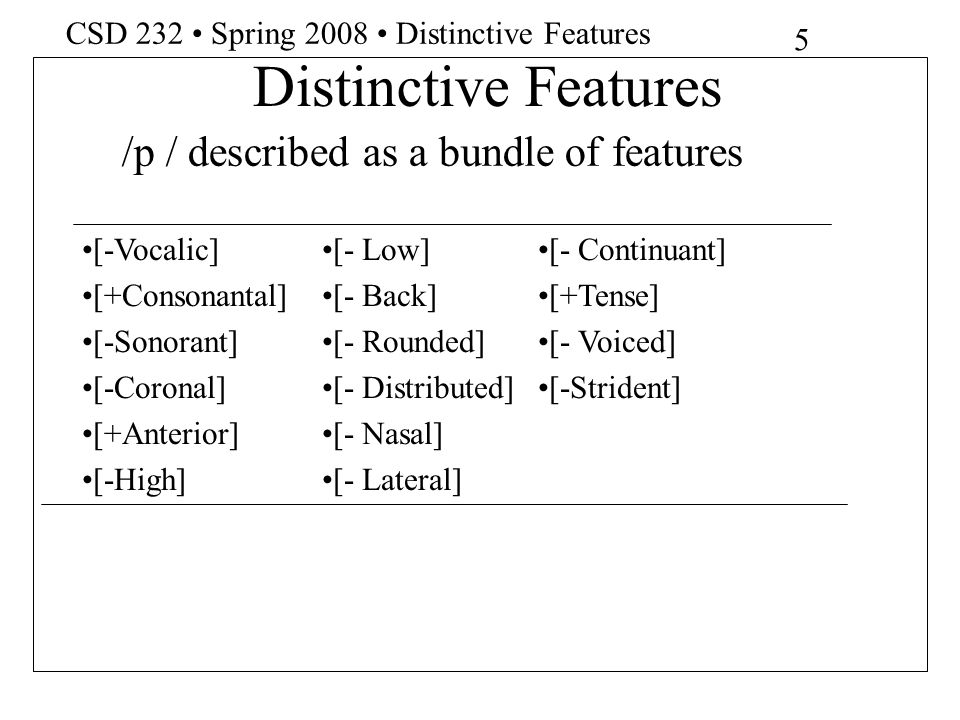 CSD 232 • Spring 2008 • Distinctive Features
5
Distinctive Features
/p / described as a bundle of features
•[-Vocalic]
•[+Consonantal]
•[-Sonorant]
•[-Coronal]
•[+Anterior]
•[-High]
•[- Low]
•[- Back]
•[- Rounded]
•[- Distributed]
•[- Nasal]
•[- Lateral]
•[- Continuant]
•[+Tense]
•[- Voiced]
•[-Strident]